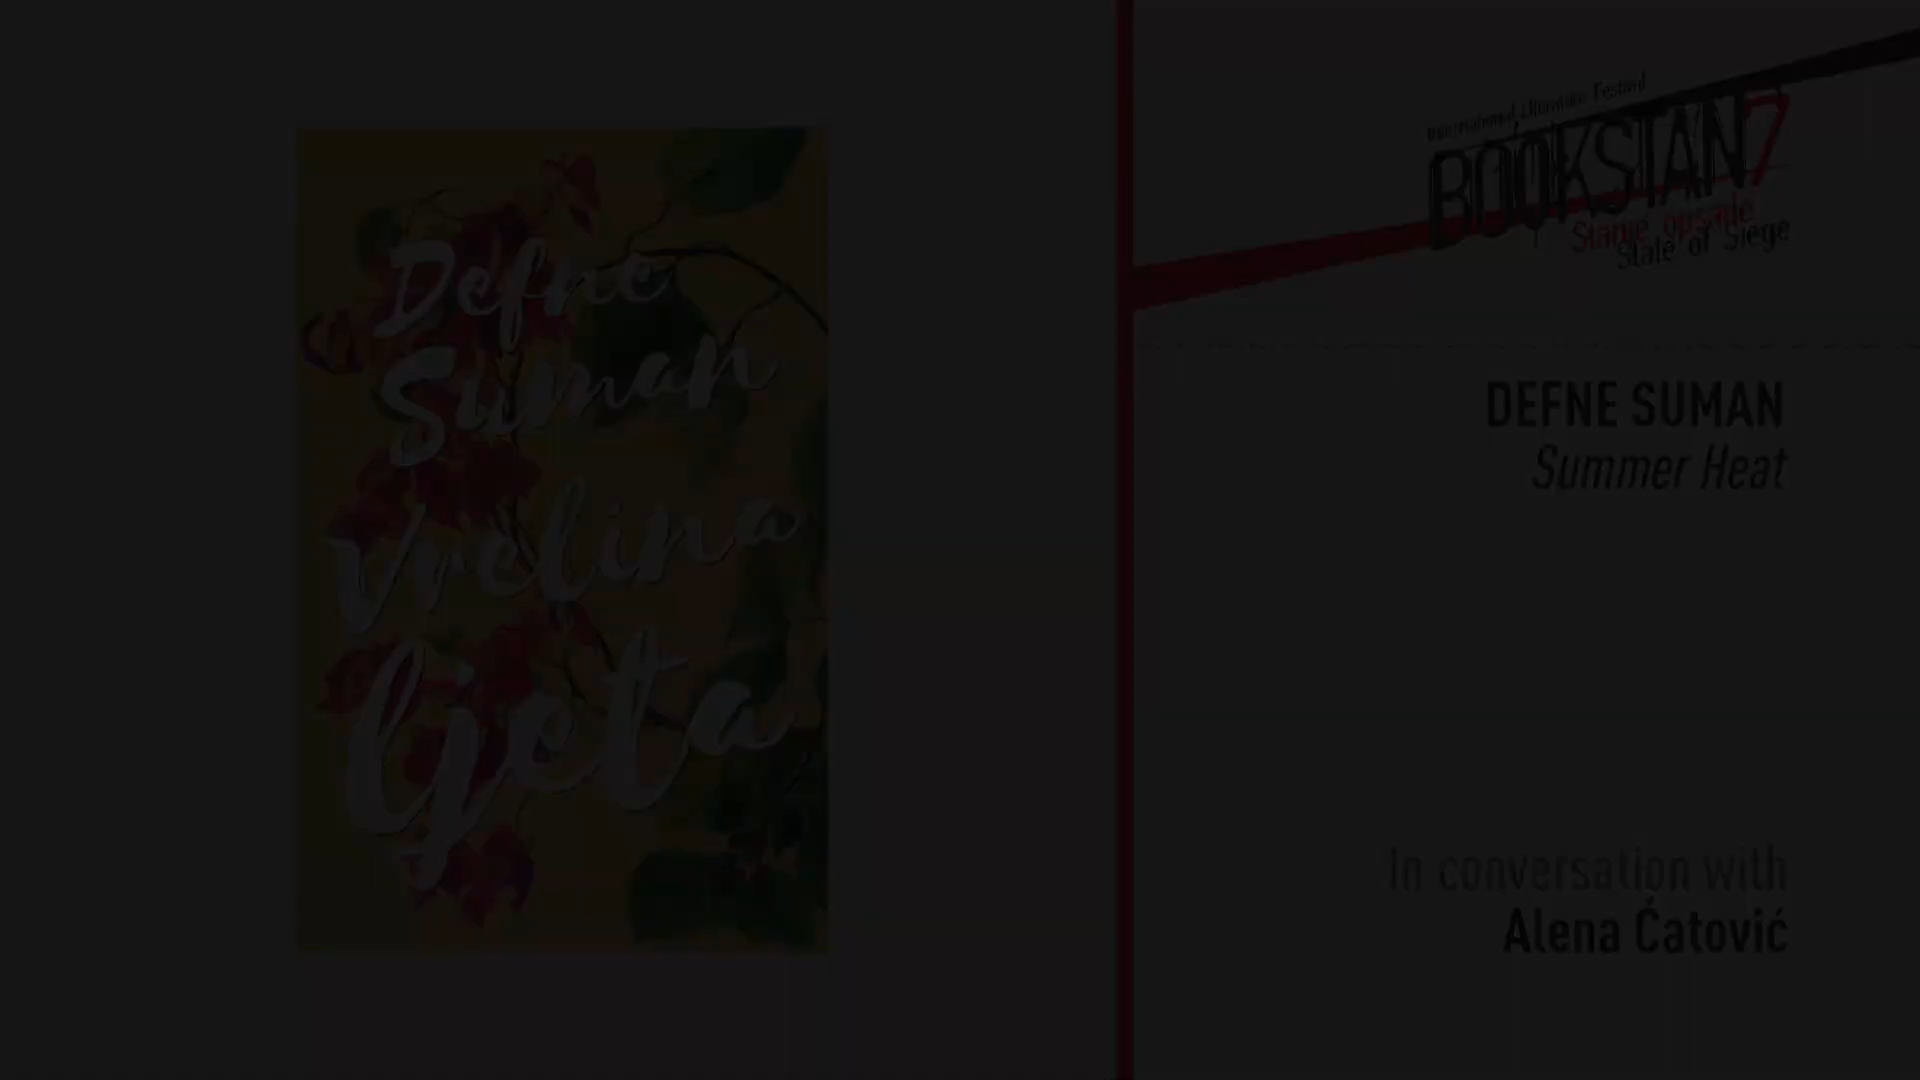 Defne
Suman
Vrelina
ljeta
International Literature Festival
BOOKSTAN7
Stanje opsade
State of Siege
DEFNE SUMAN
Summer Heat
In conversation with
Alena Ćatović